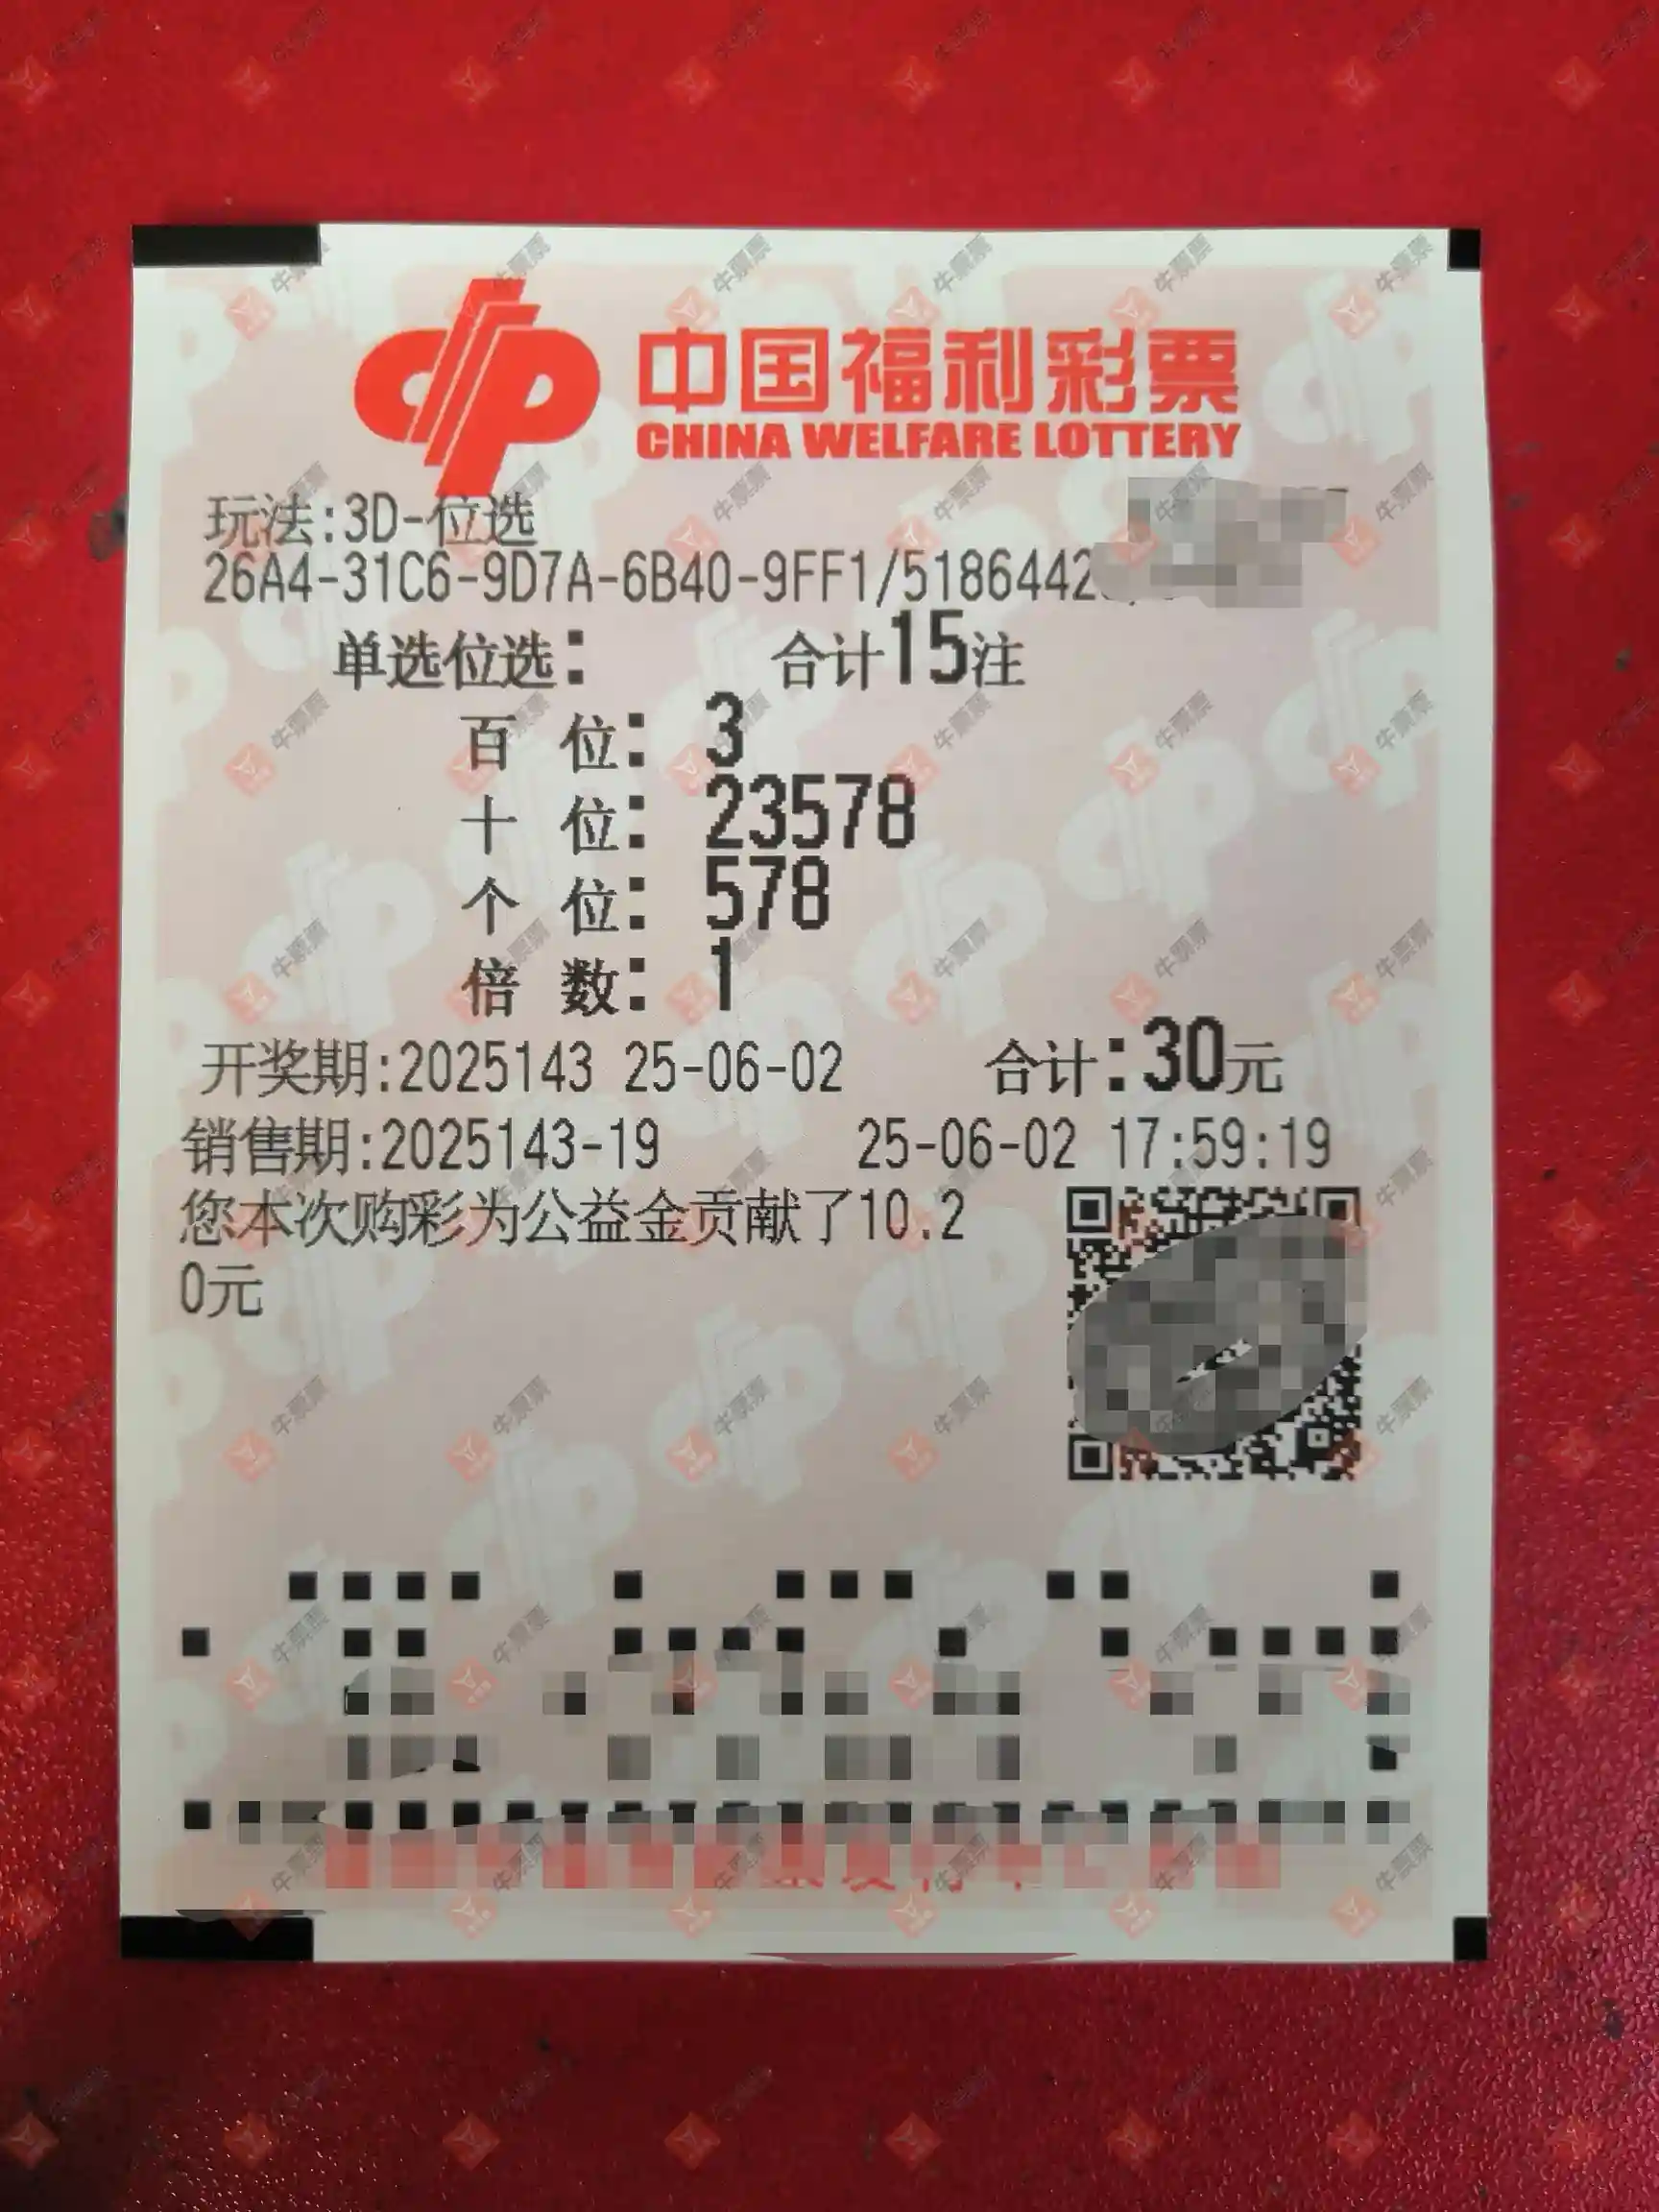 中国福利彩票
CHINA WELFARE LOTTERY
玩法:3D-位选
26A4-31C6-9D7A-6B40-9FF1/5186442
单选位选: 合计15注
百 位: 3
十 位: 23578
个 位: 578
倍 数: 1
开奖期:2025143 25-06-02 合计:30元
销售期:2025143-19 25-06-02 17:59:19
您本次购彩为公益金贡献了10.2
0元
牛票票